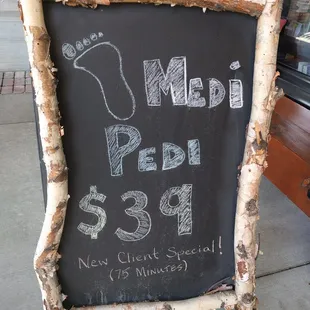 Medi
Pedi
$39
New Client Special!
(75 Minutes)